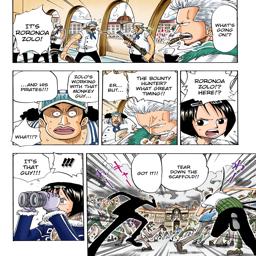 WHAT'S
GOING
ON?
IT'S
RORONOA
ZOLO!
RORONOA
ZOLO!?
HERE??
THE BOUNTY
HUNTER?
WHAT
GREAT
TIMING!!
ER...
BUT...
ZOLO'S
WORKING
WITH THAT
MONKEY
GUY...
...AND HIS
PIRATES!!!
WHAT!!?
!!!
IT'S
THAT
GUY!!!
TEAR
DOWN THE
SCAFFOLD!!
GOT IT!!